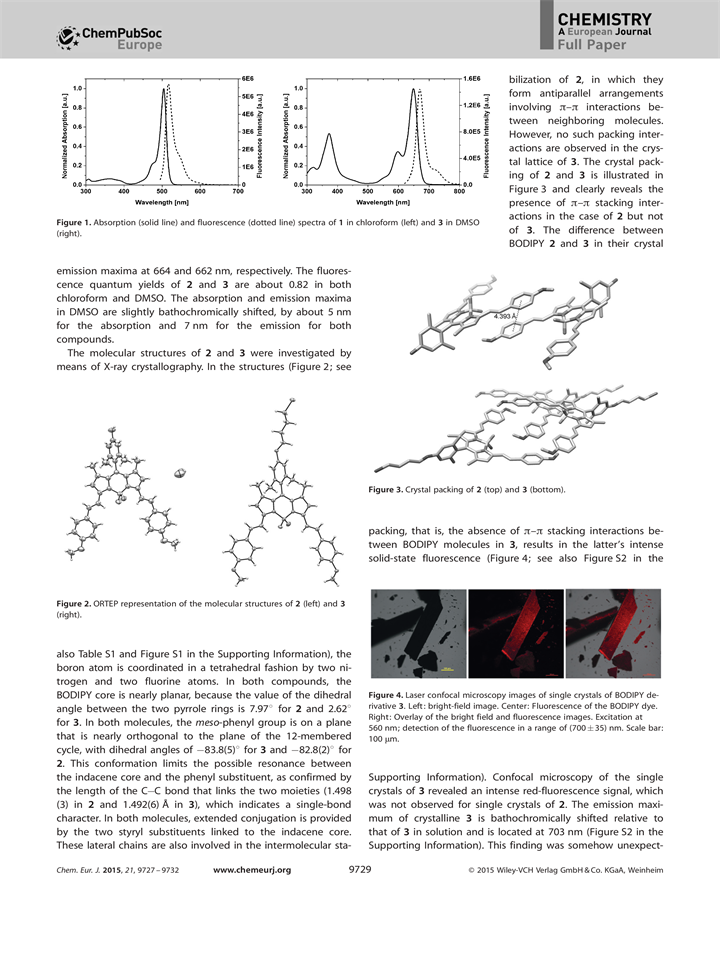 ChemPubSoc
Europe
CHEMISTRY
A European Journal
Full Paper
Normalized Absorption [a.u.]
1.0
0.8
0.6
0.4
0.2
0.0
300
400
500
600
700
Wavelength [nm]
6E6
5E6
4E6
3E6
2E6
1E6
0
Fluorescence Intensity [a.u.]
Normalized Absorption [a.u.]
1.0
0.8
0.6
0.4
0.2
0.0
300
400
500
600
700
800
Wavelength [nm]
1.6E6
1.2E6
8.0E5
4.0E5
0.0
Fluorescence Intensity [a.u.]
Figure 1. Absorption (solid line) and fluorescence (dotted line) spectra of 1 in chloroform (left) and 3 in DMSO
(right).
emission maxima at 664 and 662 nm, respectively. The fluores-
cence quantum yields of 2 and 3 are about 0.82 in both
chloroform and DMSO. The absorption and emission maxima
in DMSO are slightly bathochromically shifted, by about 5 nm
for the absorption and 7 nm for the emission for both
compounds.
The molecular structures of 2 and 3 were investigated by
means of X-ray crystallography. In the structures (Figure 2; see
Figure 2. ORTEP representation of the molecular structures of 2 (left) and 3
(right).
also Table S1 and Figure S1 in the Supporting Information), the
boron atom is coordinated in a tetrahedral fashion by two ni-
trogen and two fluorine atoms. In both compounds, the
BODIPY core is nearly planar, because the value of the dihedral
angle between the two pyrrole rings is 7.97° for 2 and 2.62°
for 3. In both molecules, the meso-phenyl group is on a plane
that is nearly orthogonal to the plane of the 12-membered
cycle, with dihedral angles of −83.8(5)° for 3 and −82.8(2)° for
2. This conformation limits the possible resonance between
the indacene core and the phenyl substituent, as confirmed by
the length of the C–C bond that links the two moieties (1.498
(3) in 2 and 1.492(6) Å in 3), which indicates a single-bond
character. In both molecules, extended conjugation is provided
by the two styryl substituents linked to the indacene core.
These lateral chains are also involved in the intermolecular sta-
bilization of 2, in which they
form antiparallel arrangements
involving π–π interactions be-
tween neighboring molecules.
However, no such packing inter-
actions are observed in the crys-
tal lattice of 3. The crystal pack-
ing of 2 and 3 is illustrated in
Figure 3 and clearly reveals the
presence of π–π stacking inter-
actions in the case of 2 but not
of 3. The difference between
BODIPY 2 and 3 in their crystal
4.393 Å
Figure 3. Crystal packing of 2 (top) and 3 (bottom).
packing, that is, the absence of π–π stacking interactions be-
tween BODIPY molecules in 3, results in the latter's intense
solid-state fluorescence (Figure 4; see also Figure S2 in the
Figure 4. Laser confocal microscopy images of single crystals of BODIPY de-
rivative 3. Left: bright-field image. Center: Fluorescence of the BODIPY dye.
Right: Overlay of the bright field and fluorescence images. Excitation at
560 nm; detection of the fluorescence in a range of (700±35) nm. Scale bar:
100 μm.
Supporting Information). Confocal microscopy of the single
crystals of 3 revealed an intense red-fluorescence signal, which
was not observed for single crystals of 2. The emission maxi-
mum of crystalline 3 is bathochromically shifted relative to
that of 3 in solution and is located at 703 nm (Figure S2 in the
Supporting Information). This finding was somehow unexpect-
Chem. Eur. J. 2015, 21, 9727 – 9732
www.chemeurj.org
9729
© 2015 Wiley-VCH Verlag GmbH & Co. KGaA, Weinheim